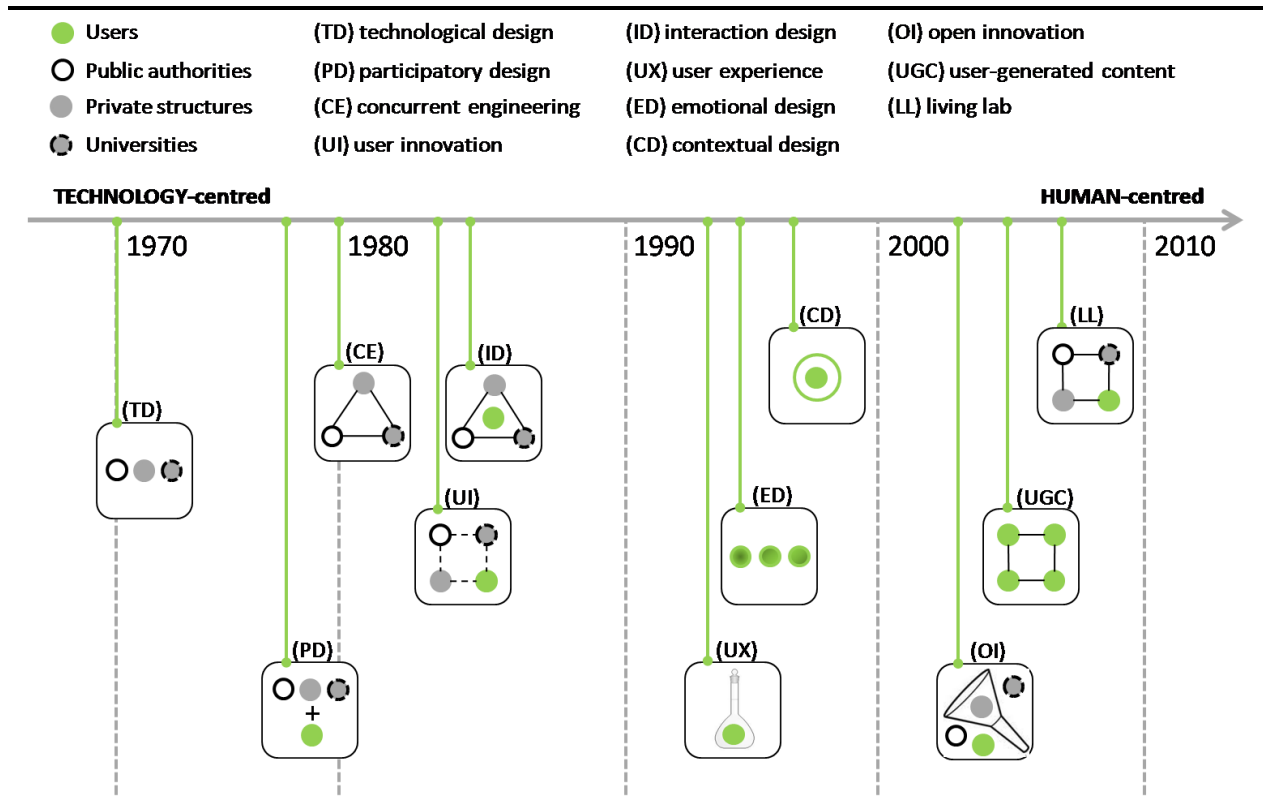 Users
(TD) technological design
(ID) interaction design
(OI) open innovation
Public authorities
(PD) participatory design
(UX) user experience
(UGC) user-generated content
Private structures
(CE) concurrent engineering
(ED) emotional design
(LL) living lab
Universities
(UI) user innovation
(CD) contextual design
TECHNOLOGY-centred
HUMAN-centred
1970
1980
1990
2000
2010
(CD)
(LL)
(CE)
(ID)
(TD)
(UI)
(ED)
(UGC)
(PD)
+
(UX)
(OI)